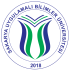 SAKARYA UYGULAMALI BİLİMLER ÜNİVERSİTESİ
2018